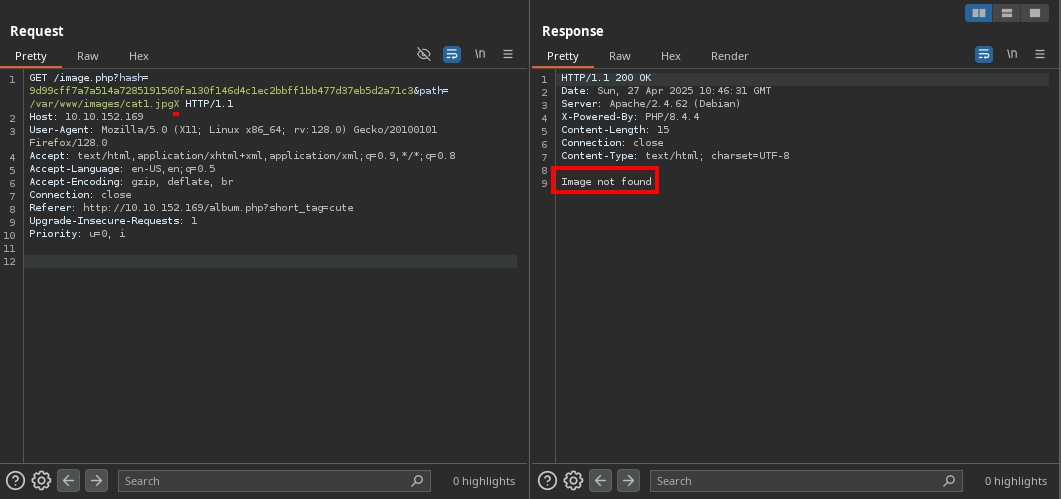 Request
Pretty Raw Hex \n
1 GET /image.php?hash=
9d99cff7a7a514a7285191560fa130f146d4c1ec2bbff1bb477d37eb5d2a71c3&path=
/var/www/images/cat1.jpgX HTTP/1.1
2 Host: 10.10.152.169
3 User-Agent: Mozilla/5.0 (X11; Linux x86_64; rv:128.0) Gecko/20100101
Firefox/128.0
4 Accept: text/html,application/xhtml+xml,application/xml;q=0.9,*/*;q=0.8
5 Accept-Language: en-US,en;q=0.5
6 Accept-Encoding: gzip, deflate, br
7 Connection: close
8 Referer: http://10.10.152.169/album.php?short_tag=cute
9 Upgrade-Insecure-Requests: 1
10 Priority: u=0, i
11
12
Search 0 highlights
Response
Pretty Raw Hex Render \n
1 HTTP/1.1 200 OK
2 Date: Sun, 27 Apr 2025 10:46:31 GMT
3 Server: Apache/2.4.62 (Debian)
4 X-Powered-By: PHP/8.4.4
5 Content-Length: 15
6 Connection: close
7 Content-Type: text/html; charset=UTF-8
8
9 Image not found
Search 0 highlights